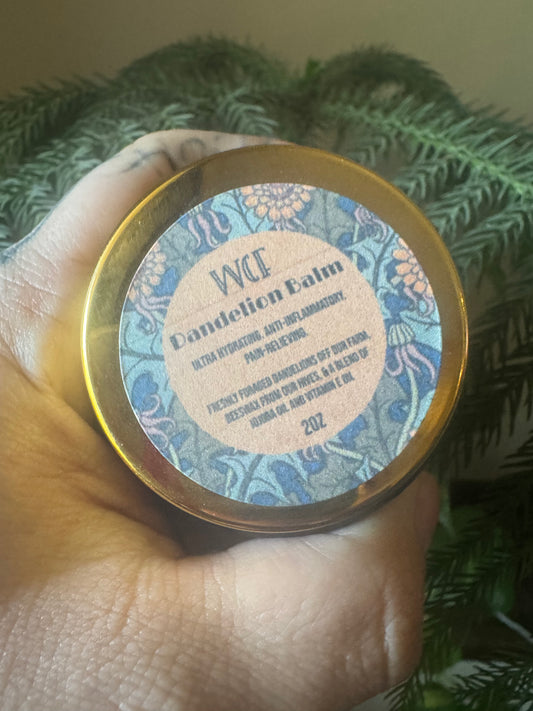 WCF
Dandelion Balm
ULTRA HYDRATING, ANTI-INFLAMMATORY,
PAIN-RELIEVING
FRESHLY FORAGED DANDELIONS OFF OUR FARM
BEESWAX FROM OUR HIVES, & A BLEND OF
JOJOBA OIL AND VITAMIN E OIL
2OZ